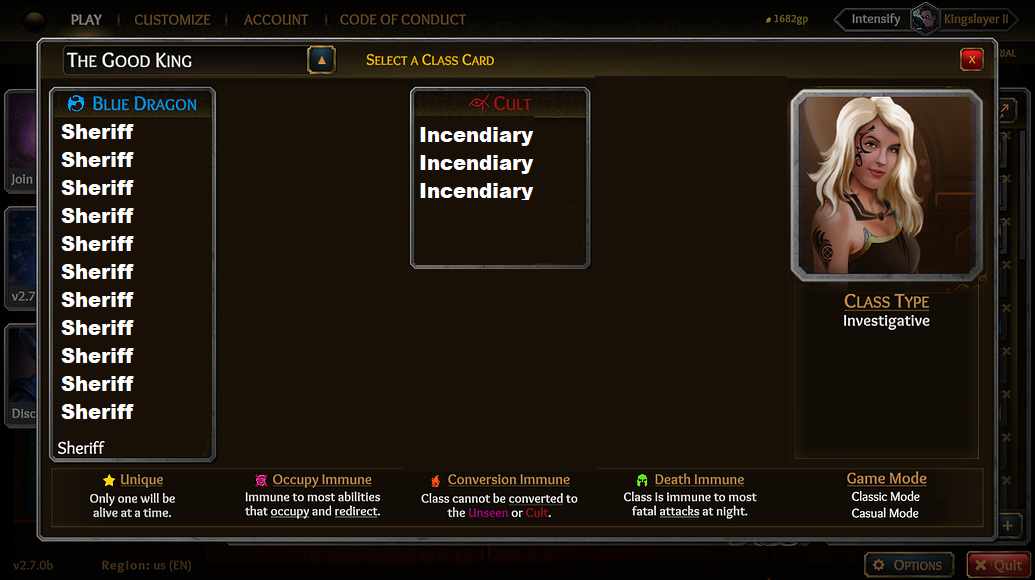 PLAY
CUSTOMIZE
ACCOUNT
CODE OF CONDUCT
1682gp
Intensify
Kingslayer II
THE GOOD KING
SELECT A CLASS CARD
X
BLUE DRAGON
Sheriff
Sheriff
Sheriff
Sheriff
Sheriff
Sheriff
Sheriff
Sheriff
Sheriff
Sheriff
Sheriff
Sheriff
CULT
Incendiary
Incendiary
Incendiary
CLASS TYPE
Investigative
Join
v2.7
Disc
Unique
Only one will be
alive at a time.
Occupy Immune
Immune to most abilities
that occupy and redirect.
Conversion Immune
Class cannot be converted to
the Unseen or Cult.
Death Immune
Class is immune to most
fatal attacks at night.
Game Mode
Classic Mode
Casual Mode
v2.7.0b
Region: us (EN)
OPTIONS
Quit